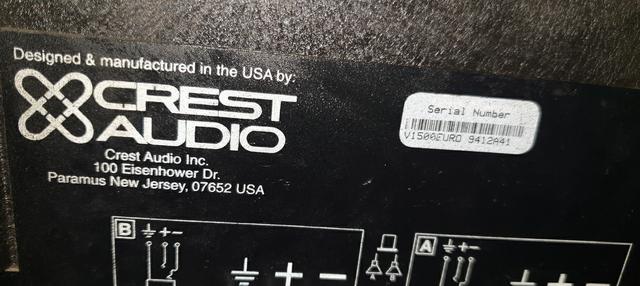 Designed & manufactured in the USA by:
CREST
AUDIO
Crest Audio Inc.
100 Eisenhower Dr.
Paramus New Jersey, 07652 USA
Serial Number
V1500EURO 9412A41
B + −
+ −
A + −
+ −